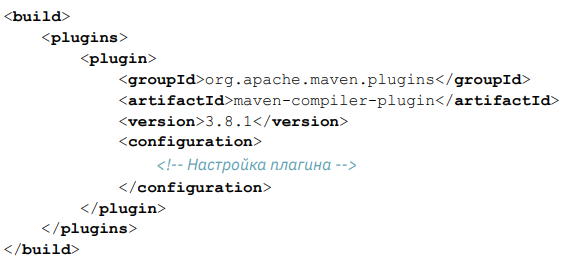 <build>
    <plugins>
        <plugin>
            <groupId>org.apache.maven.plugins</groupId>
            <artifactId>maven-compiler-plugin</artifactId>
            <version>3.8.1</version>
            <configuration>
                <!-- Настройка плагина -->
            </configuration>
        </plugin>
    </plugins>
</build>